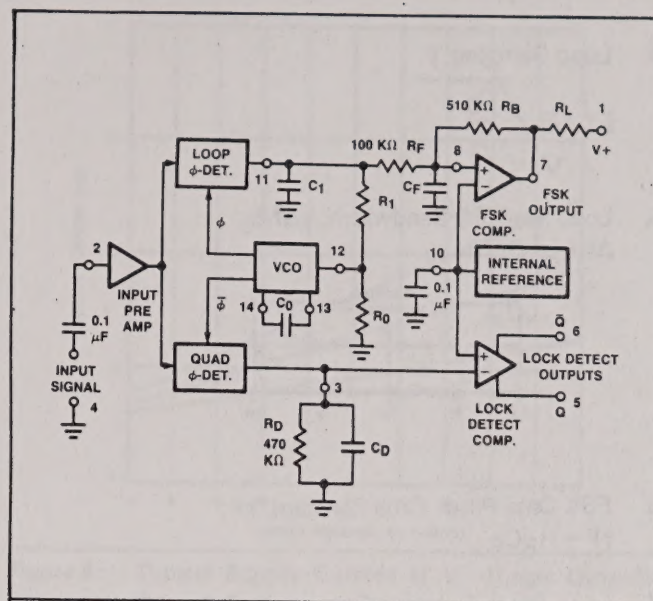 510 KΩ RB
RL
1
100 KΩ RF
V+
LOOP
ϕ-DET.
11
C1
8
+
−
7
CF
FSK
OUTPUT
R1
FSK
COMP.
ϕ
2
VCO
12
10
INTERNAL
REFERENCE
INPUT
PRE
AMP
ϕ̅
14
C0
13
0.1
μF
R0
0.1
μF
Q̅
6
QUAD
ϕ-DET.
+
−
LOCK DETECT
OUTPUTS
INPUT
SIGNAL
4
3
5
Q
RD
470
KΩ
CD
LOCK
DETECT
COMP.